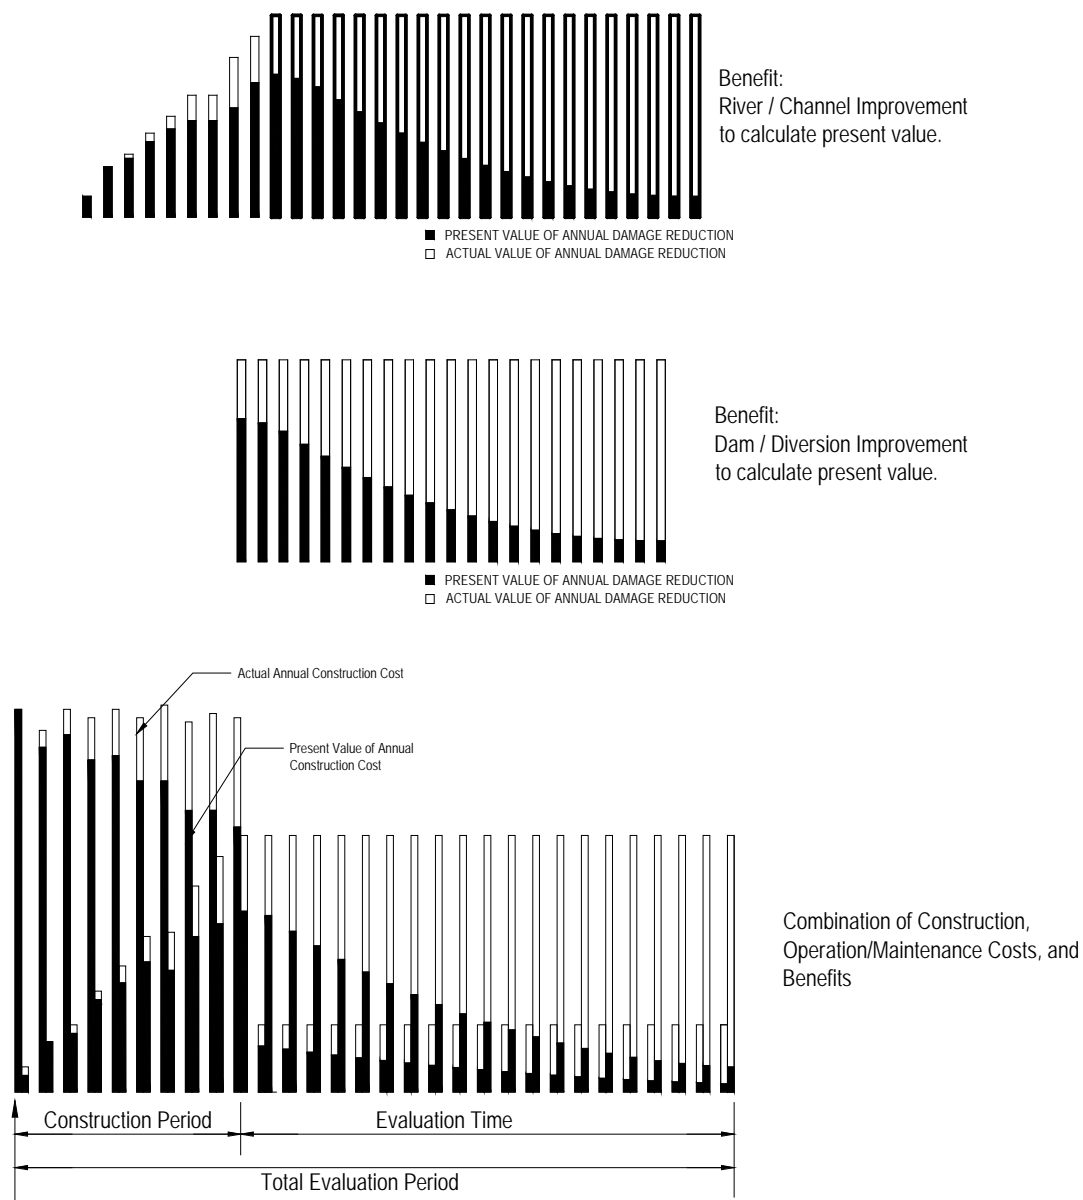 Benefit:
River / Channel Improvement
to calculate present value.
PRESENT VALUE OF ANNUAL DAMAGE REDUCTION
ACTUAL VALUE OF ANNUAL DAMAGE REDUCTION
Benefit:
Dam / Diversion Improvement
to calculate present value.
PRESENT VALUE OF ANNUAL DAMAGE REDUCTION
ACTUAL VALUE OF ANNUAL DAMAGE REDUCTION
Actual Annual Construction Cost
Present Value of Annual
Construction Cost
Combination of Construction,
Operation/Maintenance Costs, and
Benefits
Construction Period
Evaluation Time
Total Evaluation Period